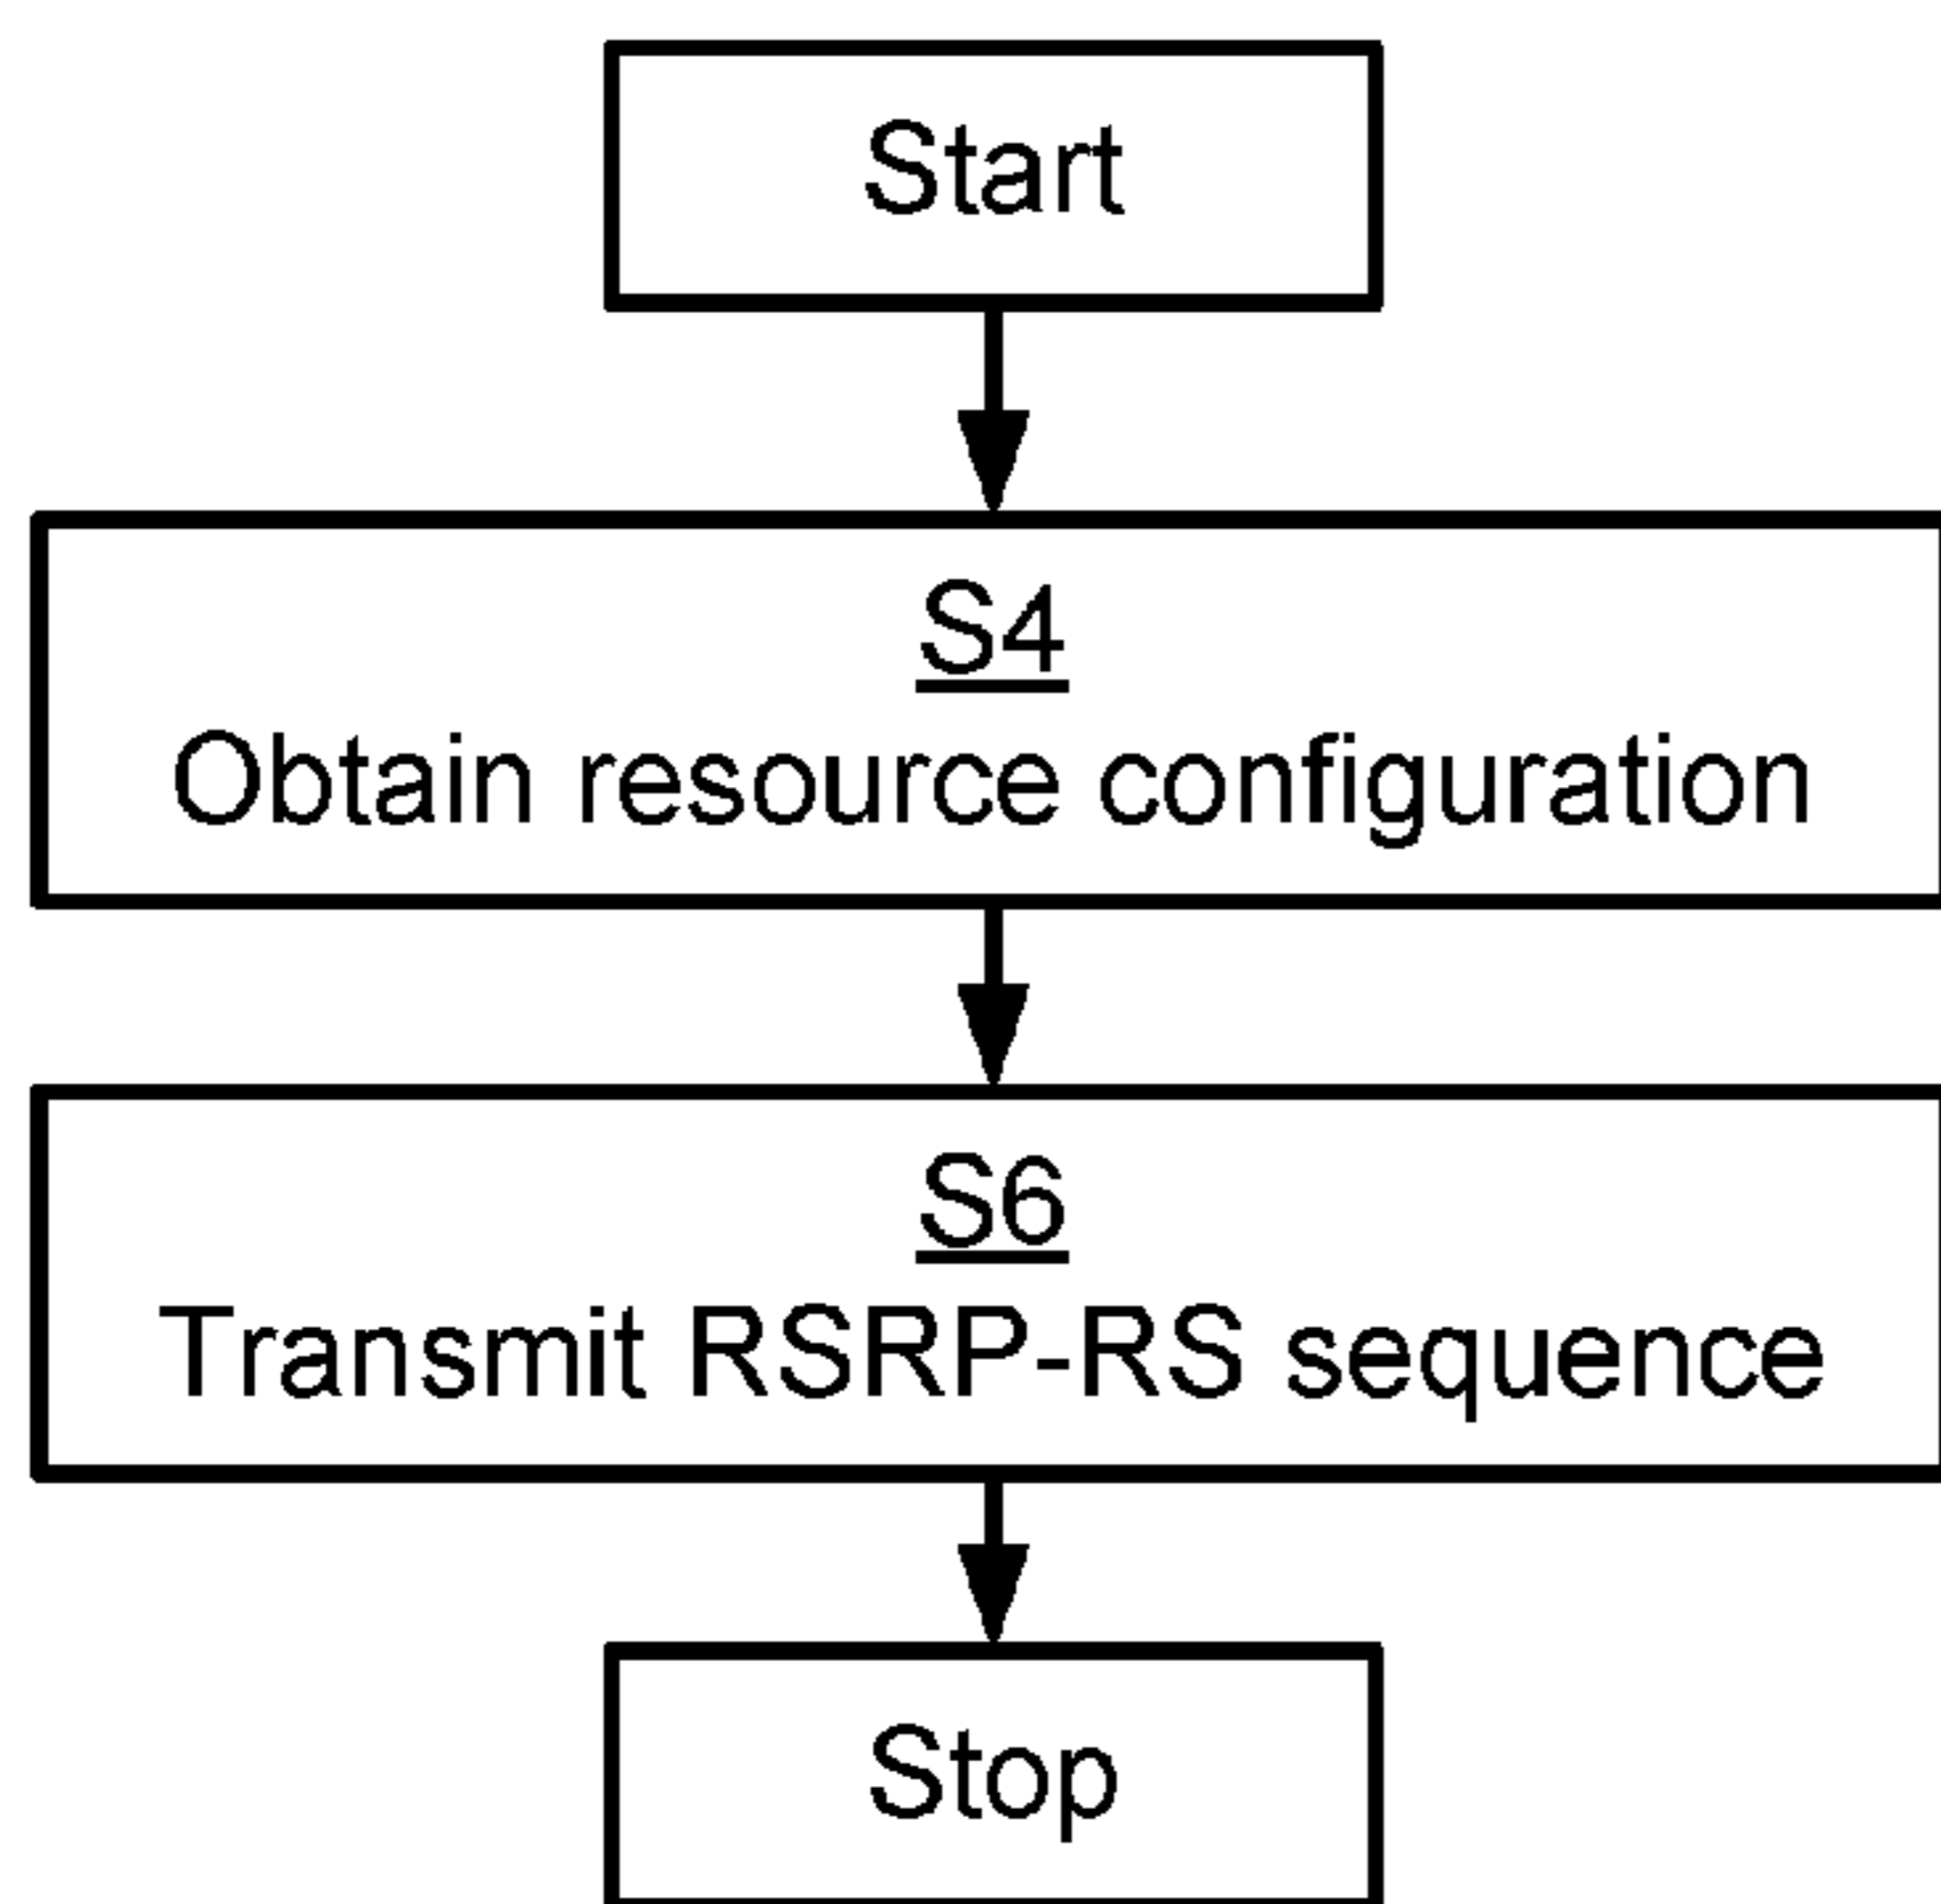 Start
S4
Obtain resource configuration
S6
Transmit RSRP-RS sequence
Stop